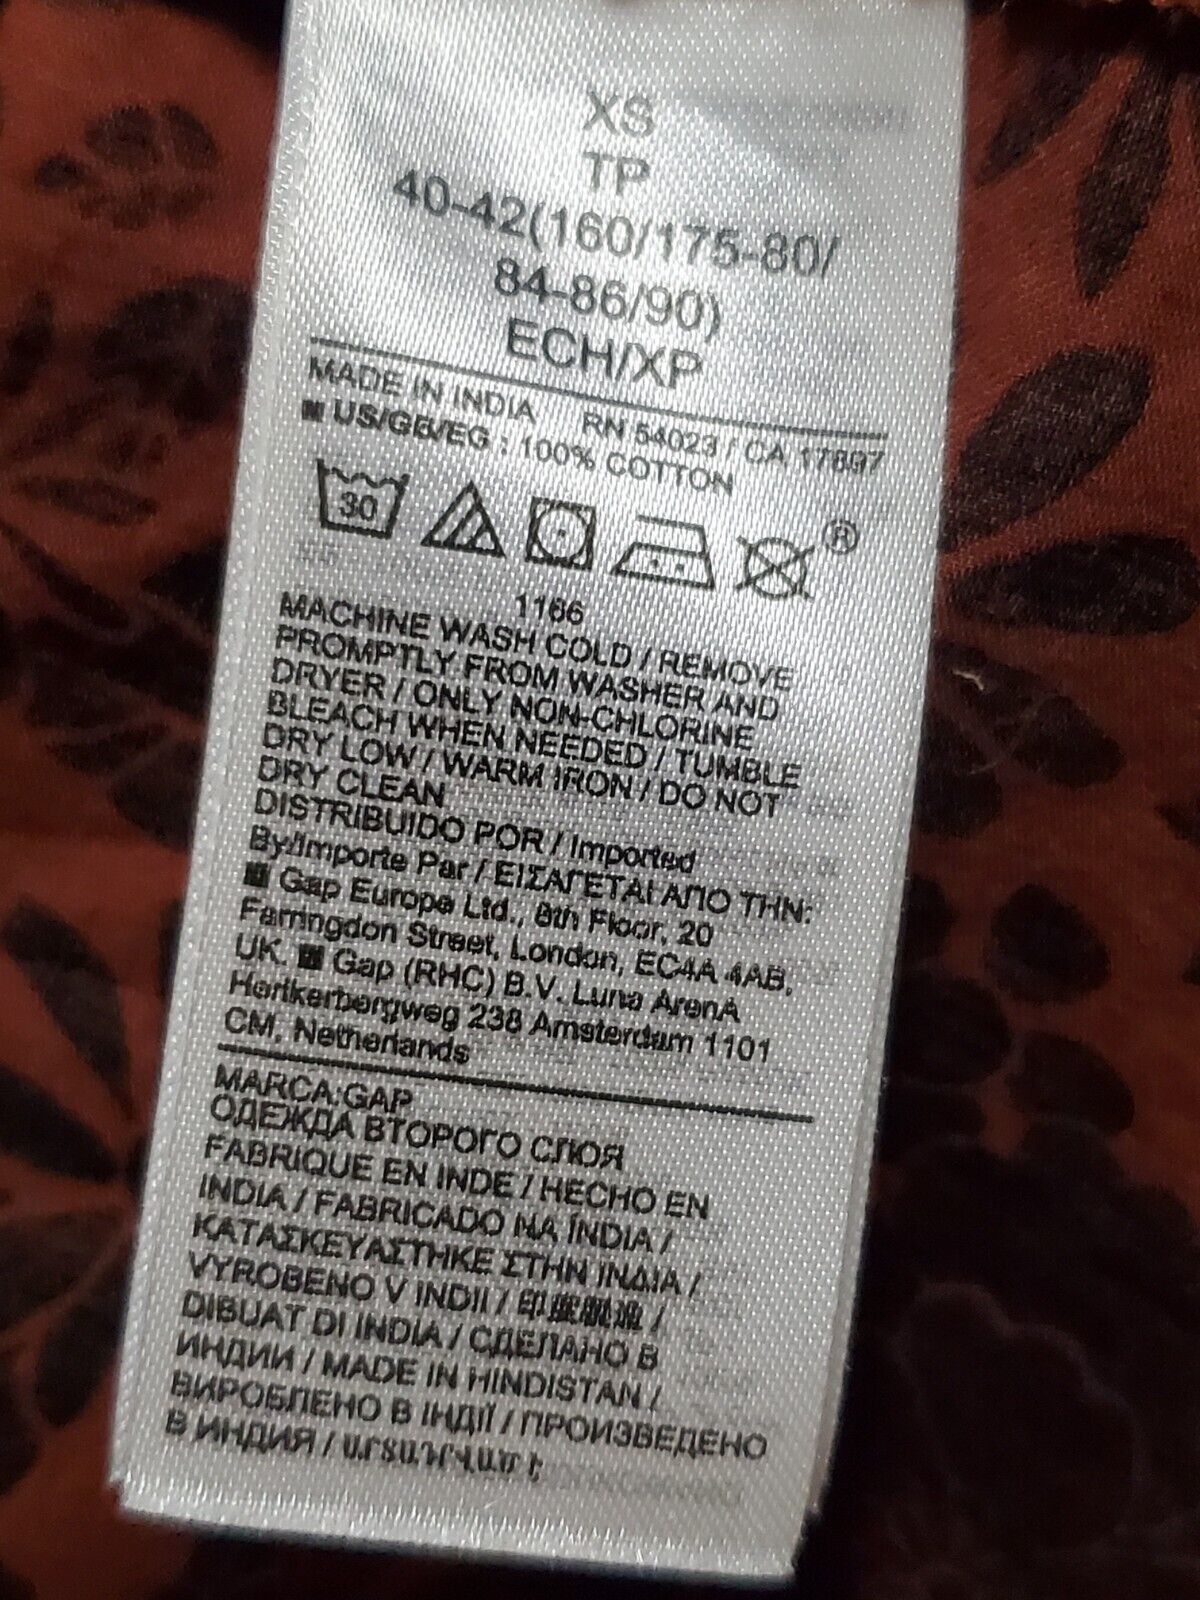 XS
TP
40-42(160/175-80/
84-86/90)
ECH/XP
MADE IN INDIA RN 54023 / CA 17897
US/GB/EG : 100% COTTON
30
®
1166
MACHINE WASH COLD / REMOVE
PROMPTLY FROM WASHER AND
DRYER / ONLY NON-CHLORINE
BLEACH WHEN NEEDED / TUMBLE
DRY LOW / WARM IRON / DO NOT
DRY CLEAN
DISTRIBUIDO POR / Imported
By/Importe Par / ΕΙΣΑΓΕΤΑΙ ΑΠΟ ΤΗΝ:
Gap Europe Ltd., 8th Floor, 20
Farringdon Street, London, EC4A 4AB,
UK. Gap (RHC) B.V. Luna ArenA
Herikerbergweg 238 Amsterdam 1101
CM, Netherlands
MARCA:GAP
ОДЕЖДА ВТОРОГО СЛОЯ
FABRIQUE EN INDE / HECHO EN
INDIA / FABRICADO NA ÍNDIA /
ΚΑΤΑΣΚΕΥΑΣΤΗΚΕ ΣΤΗΝ ΙΝΔΙΑ /
VYROBENO V INDII / 印度製造 /
DIBUAT DI INDIA / СДЕЛАНО В
ИНДИИ / MADE IN HINDISTAN /
ВИРОБЛЕНО В ІНДІЇ / ПРОИЗВЕДЕНО
В ИНДИЯ /